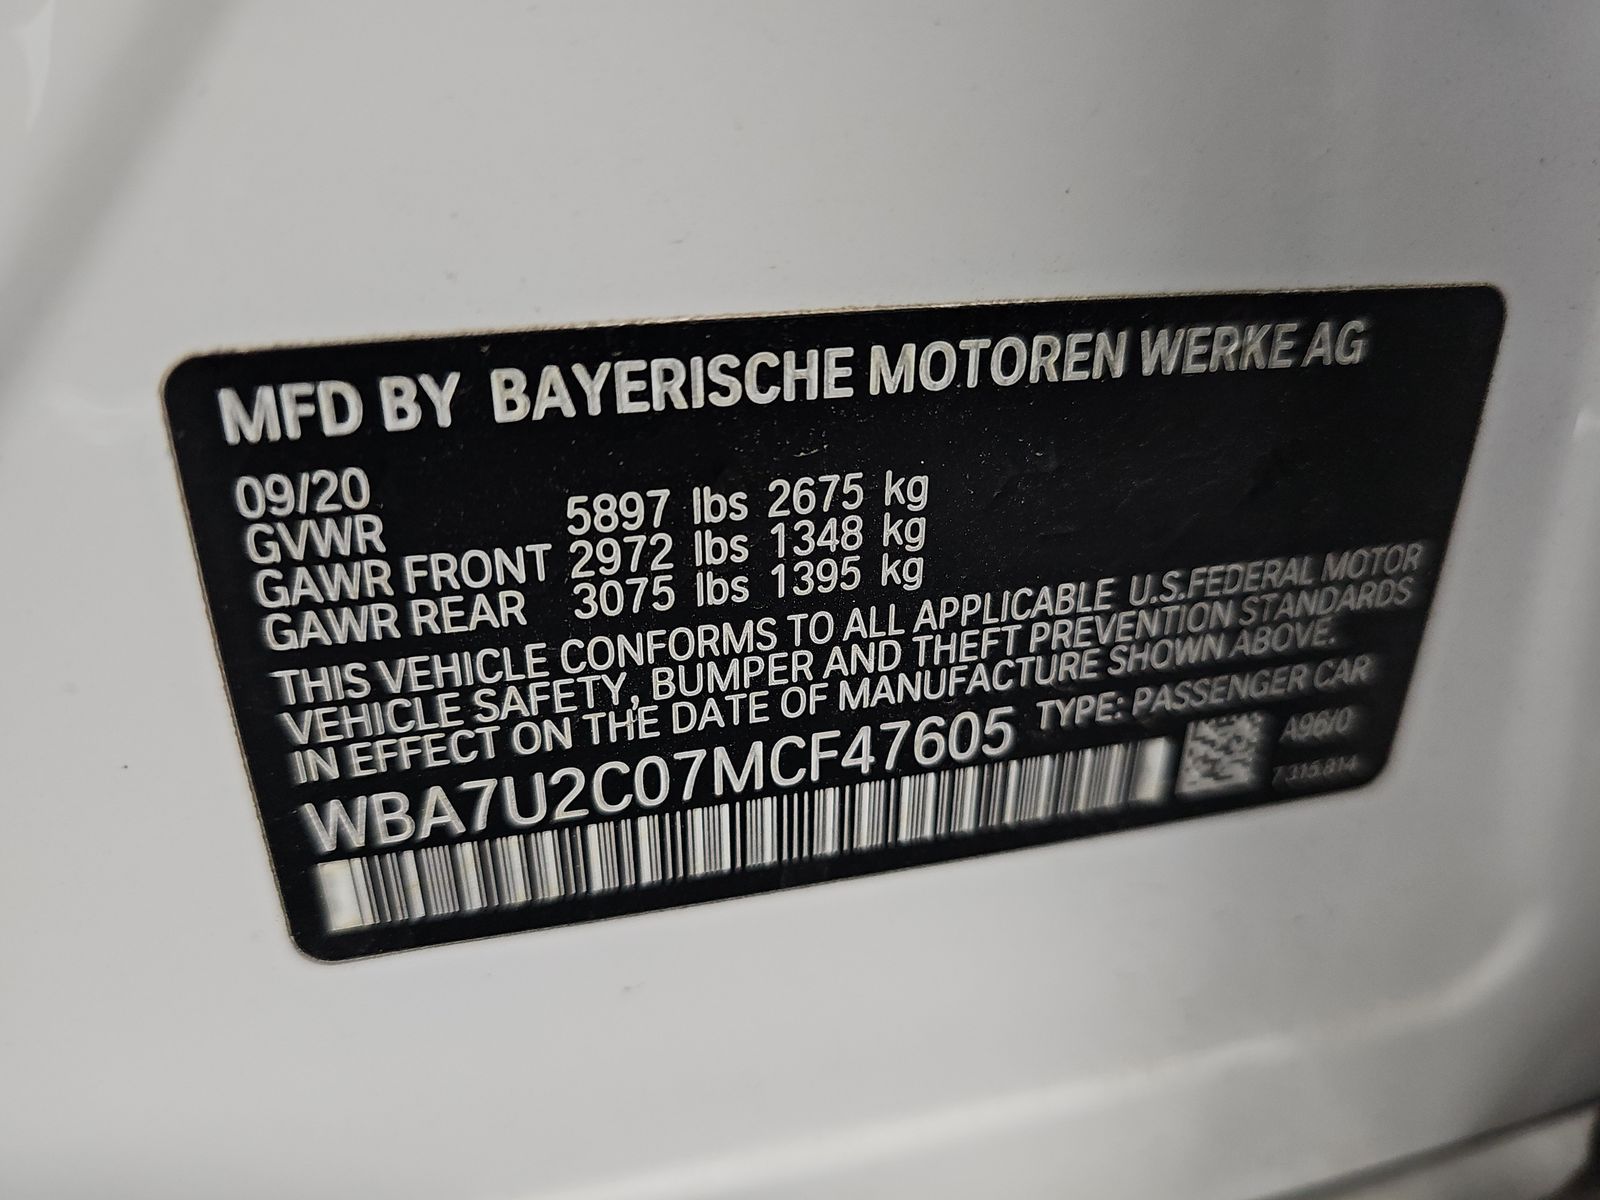 MFD BY BAYERISCHE MOTOREN WERKE AG
09/20
GVWR 5897 lbs 2675 kg
GAWR FRONT 2972 lbs 1348 kg
GAWR REAR 3075 lbs 1395 kg
THIS VEHICLE CONFORMS TO ALL APPLICABLE U.S.FEDERAL MOTOR
VEHICLE SAFETY, BUMPER AND THEFT PREVENTION STANDARDS
IN EFFECT ON THE DATE OF MANUFACTURE SHOWN ABOVE.
WBA7U2C07MCF47605 TYPE: PASSENGER CAR
A96/0
7.315.814